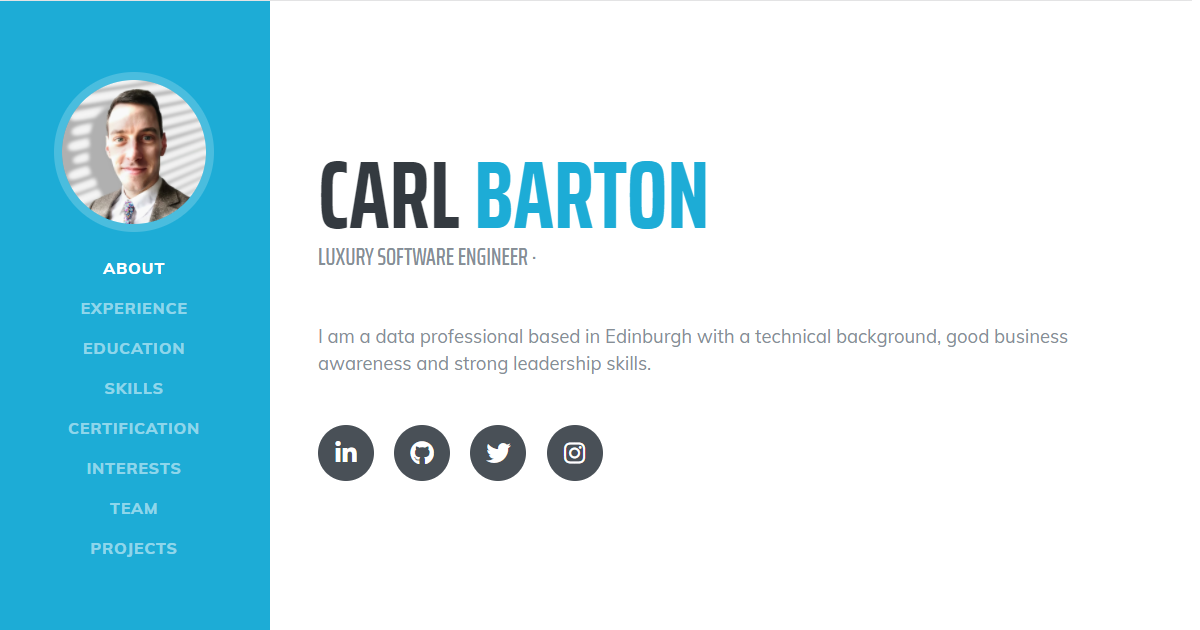 ABOUT
EXPERIENCE
EDUCATION
SKILLS
CERTIFICATION
INTERESTS
TEAM
PROJECTS
CARL BARTON
LUXURY SOFTWARE ENGINEER ·
I am a data professional based in Edinburgh with a technical background, good business
awareness and strong leadership skills.
in